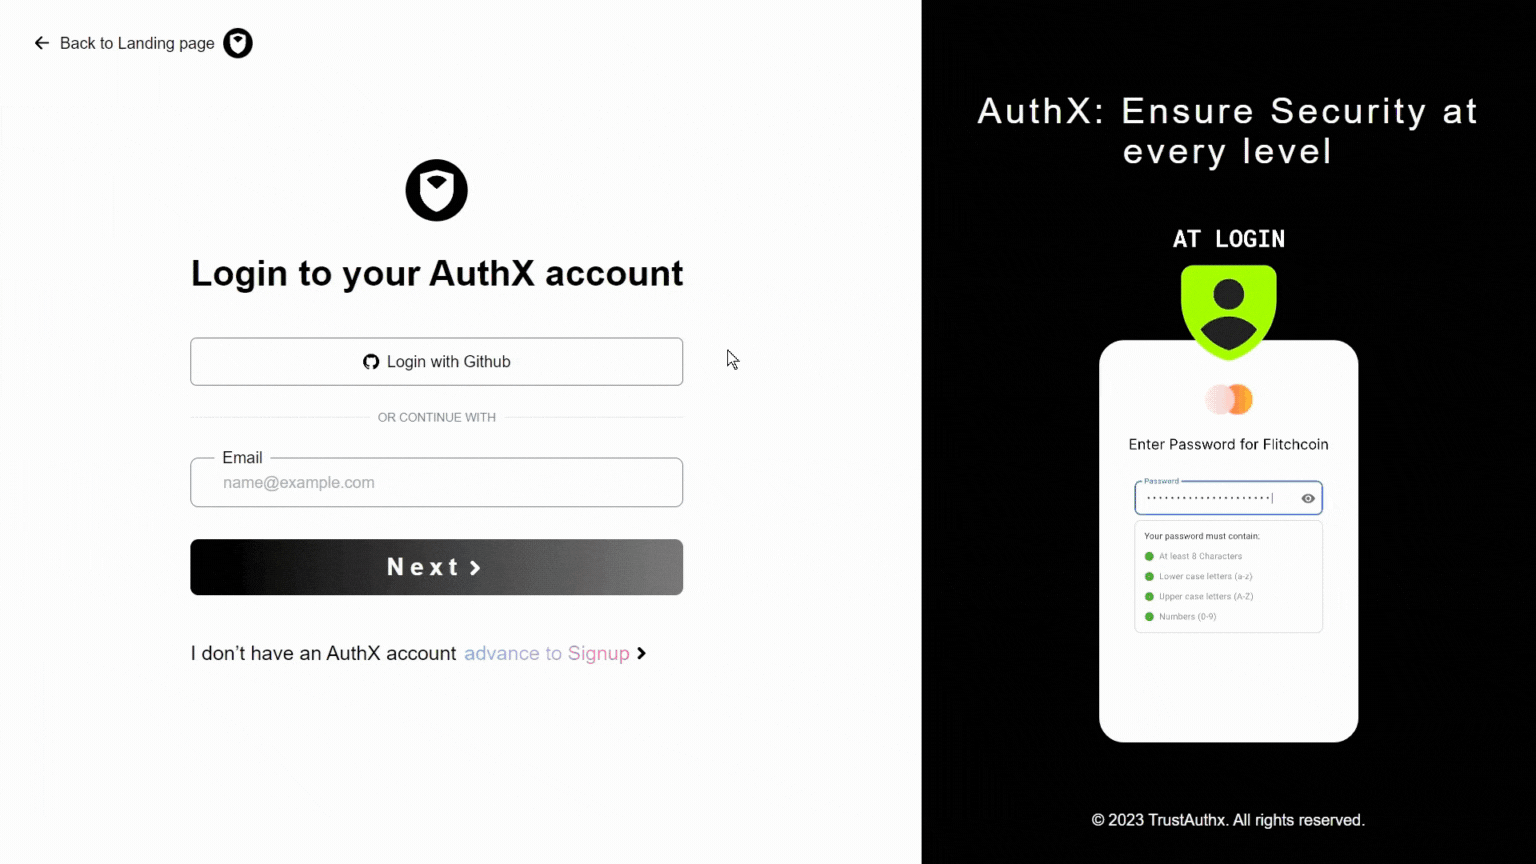 Back to Landing page
Login to your AuthX account
Login with Github
OR CONTINUE WITH
Email
name@example.com
Next
I don’t have an AuthX account advance to Signup
AuthX: Ensure Security at
every level
AT LOGIN
Enter Password for Flitchcoin
Password
Your password must contain:
At least 8 Characters
Lower case letters (a-z)
Upper case letters (A-Z)
Numbers (0-9)
© 2023 TrustAuthx. All rights reserved.